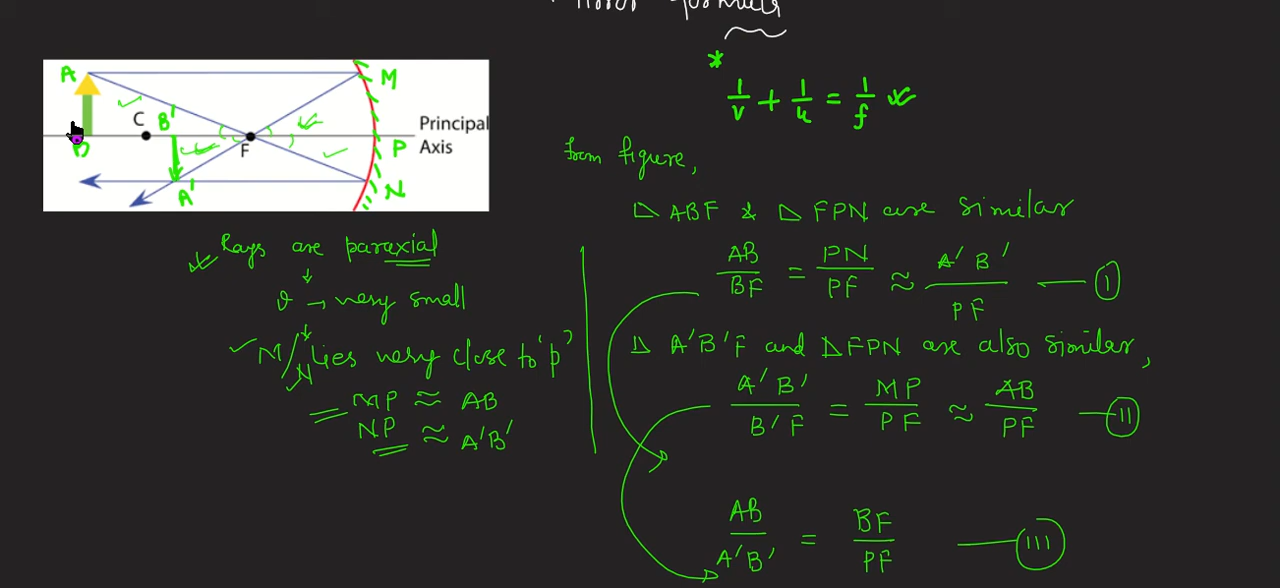 Mirror formula
*
1/v + 1/u = 1/f
A
M
C
B'
Principal
Axis
F
P
B
A'
N
from figure,
△ ABF & △ FPN are similar
AB/BF = PN/PF ≈ A'B'/PF —— I
△ A'B'F and △FPN are also similar,
A'B'/B'F = MP/PF ≈ AB/PF —— II
AB/A'B' = BF/PF —— III
Rays are paraxial
↓
θ → very small
↓
M/N lies very close to 'p'
MP ≈ AB
NP ≈ A'B'